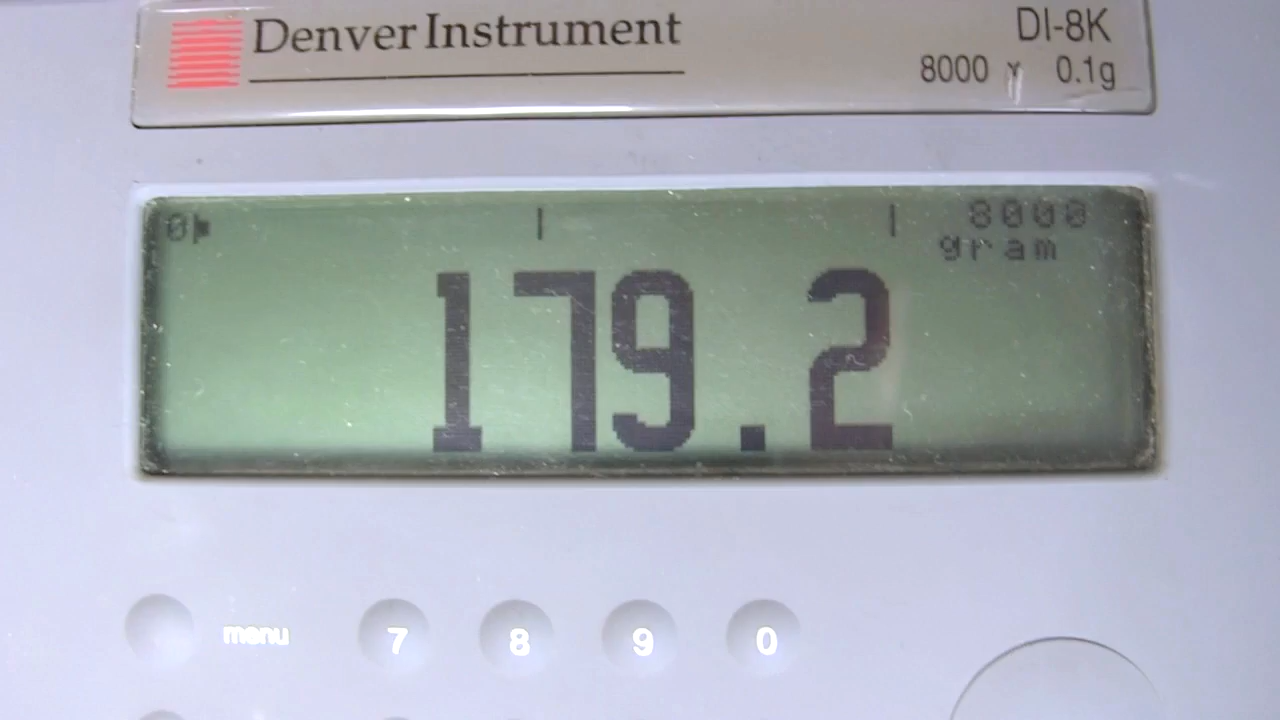 Denver Instrument
DI-8K
8000 x 0.1g
0
8000
gram
179.2
menu 7 8 9 0